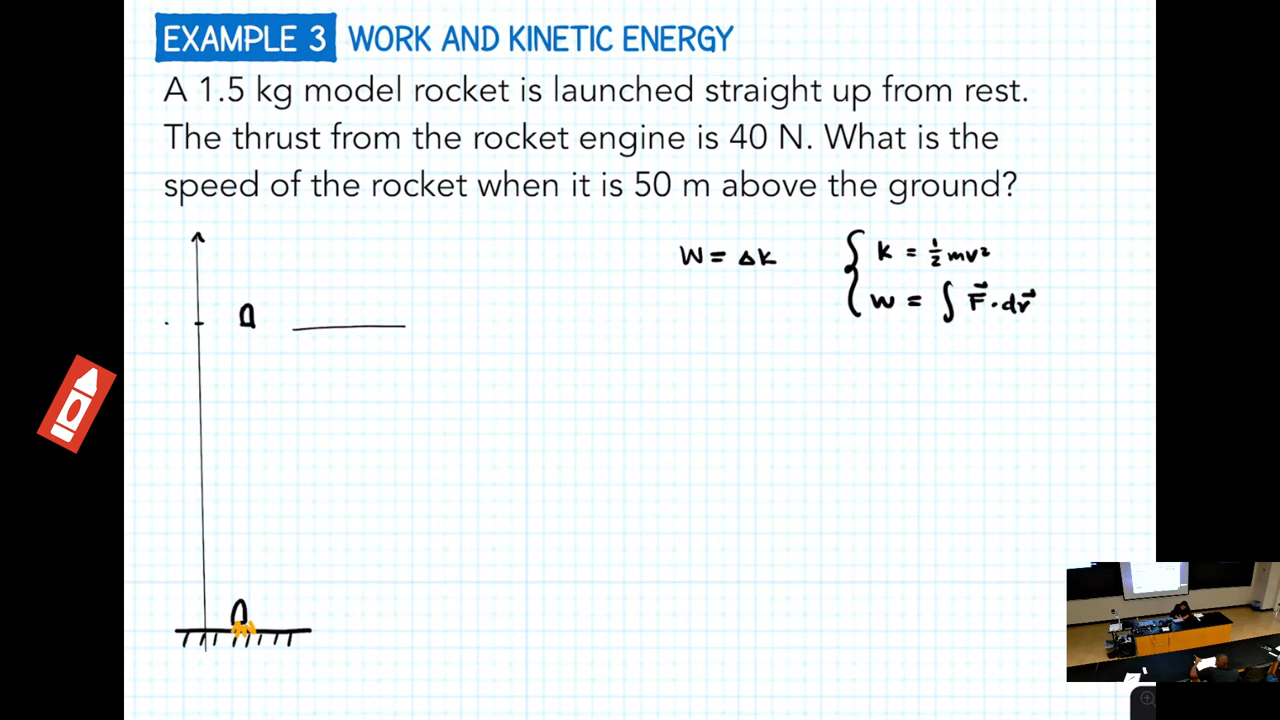 EXAMPLE 3 WORK AND KINETIC ENERGY
A 1.5 kg model rocket is launched straight up from rest.
The thrust from the rocket engine is 40 N. What is the
speed of the rocket when it is 50 m above the ground?
W = ΔK
K = ½mv²
W = ∫ F⃗ · dr⃗